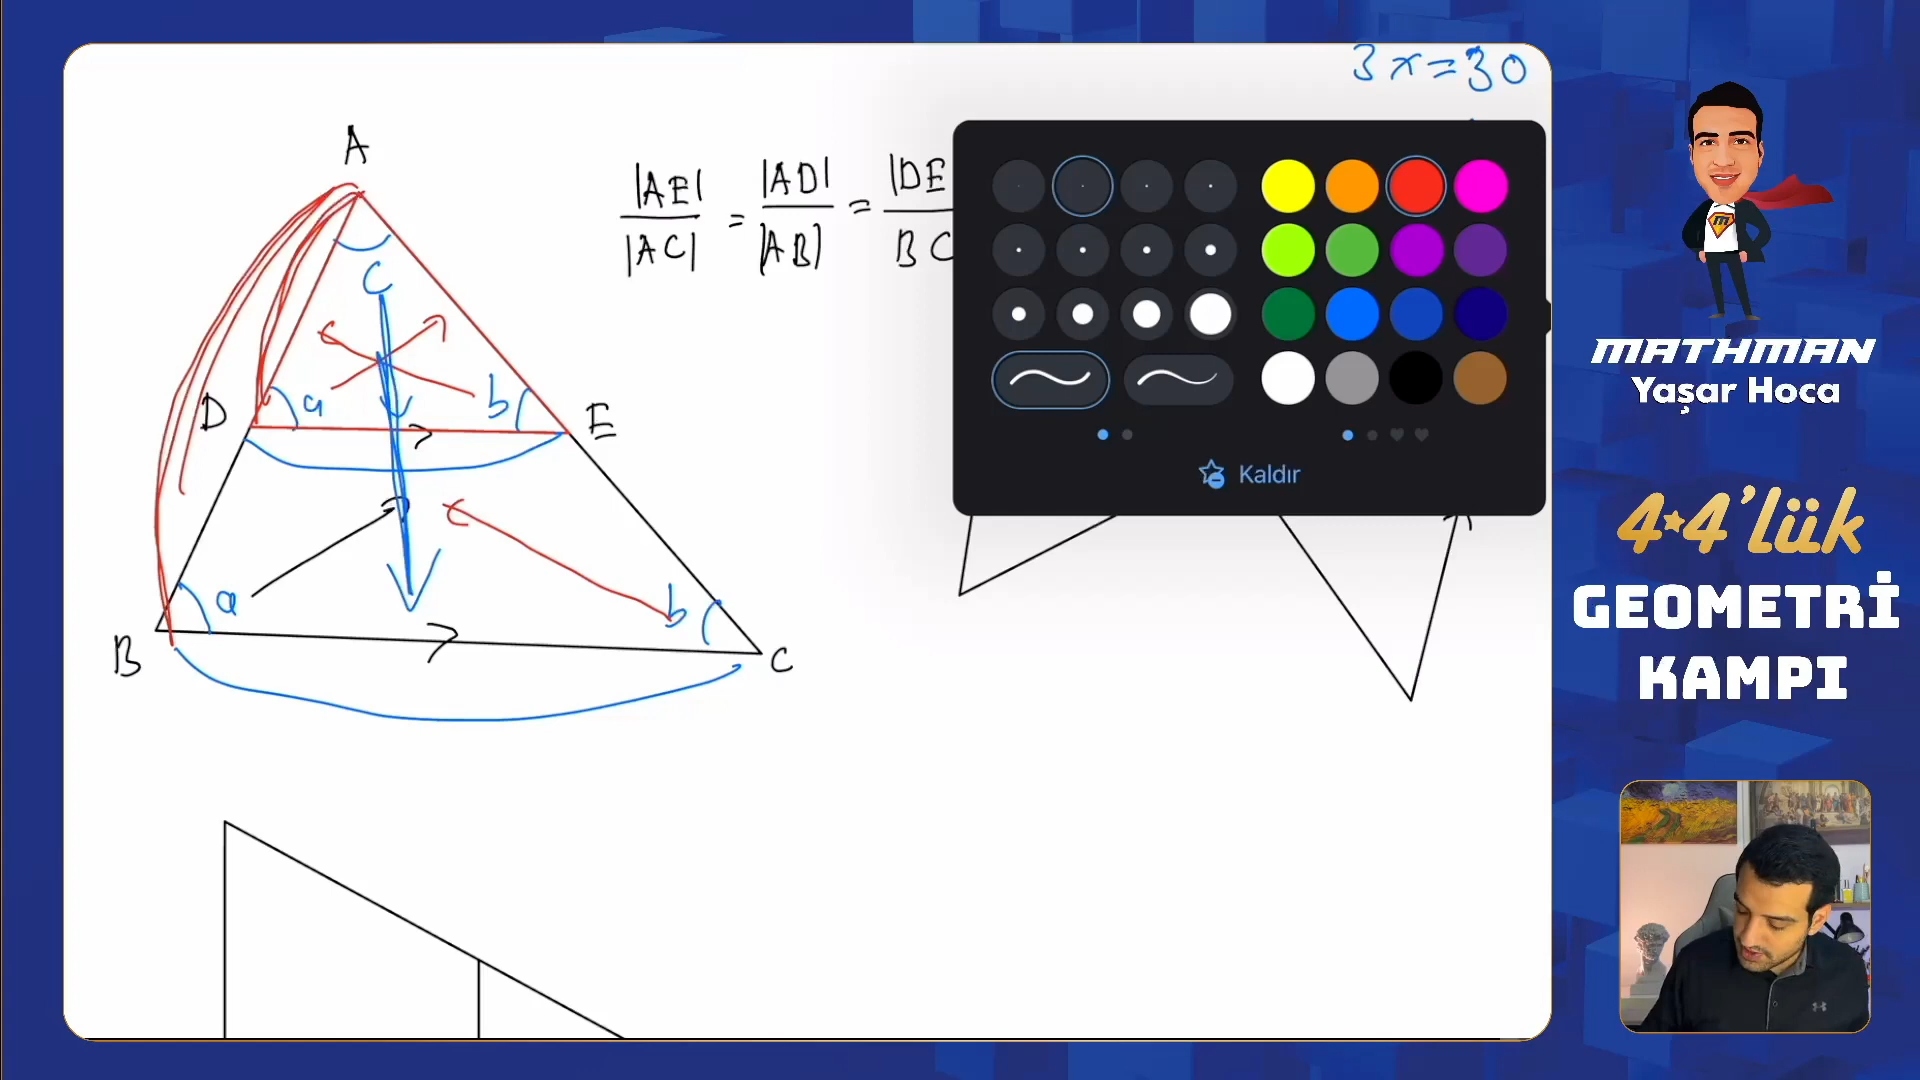 3x=30
A
|AE| / |AC| = |AD| / |AB| = |DE / BC
C
D a b E
a b
B C
Kaldır
MATHMAN
Yaşar Hoca
4*4'lük
GEOMETRİ
KAMPI